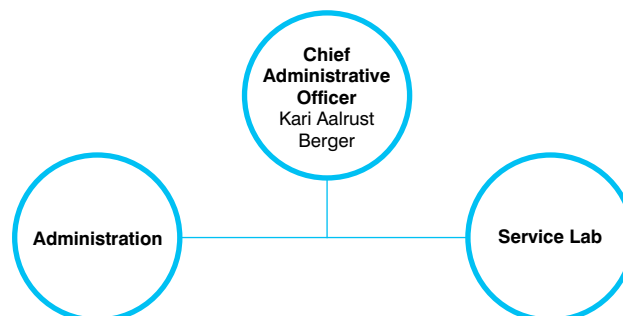 Chief
Administrative
Officer
Kari Aalrust
Berger
Administration
Service Lab